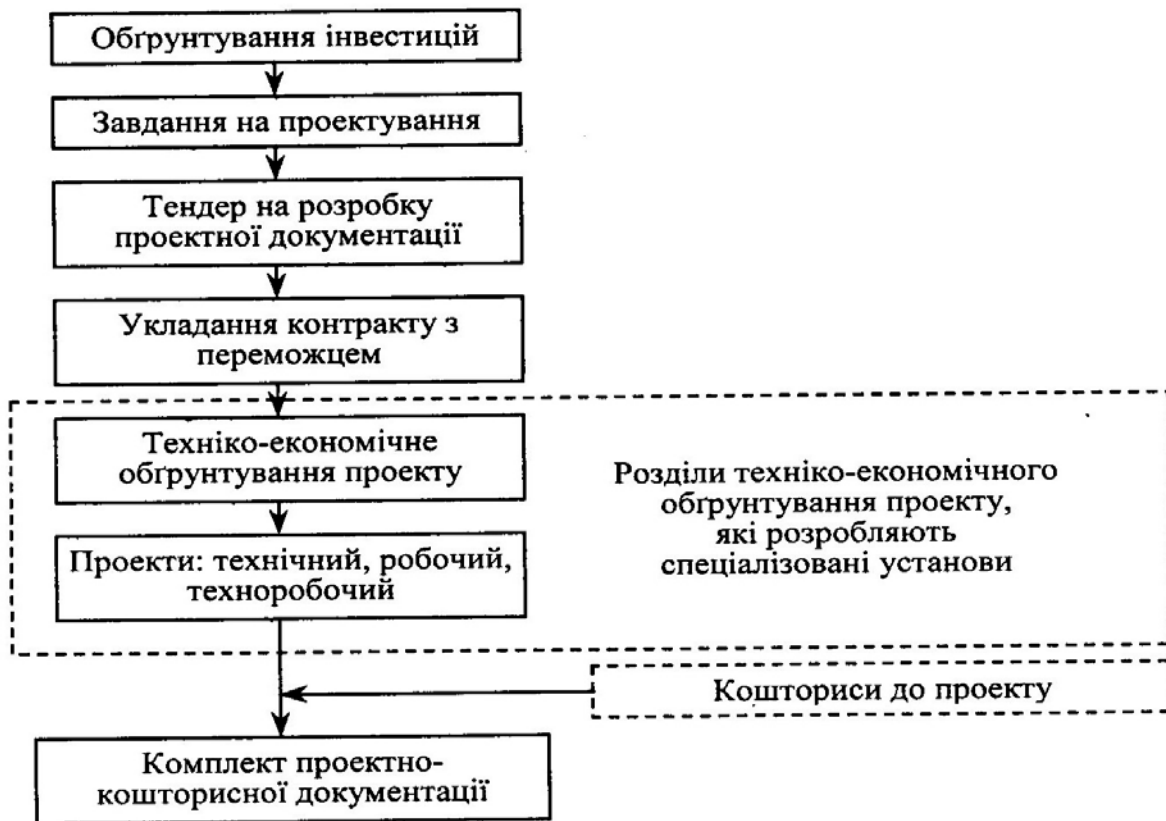 Обґрунтування інвестицій
Завдання на проектування
Тендер на розробку
проектної документації
Укладання контракту з
переможцем
Техніко-економічне
обґрунтування проекту
Розділи техніко-економічного
обґрунтування проекту,
які розробляють
спеціалізовані установи
Проекти: технічний, робочий,
техноробочий
Кошториси до проекту
Комплект проектно-
кошторисної документації